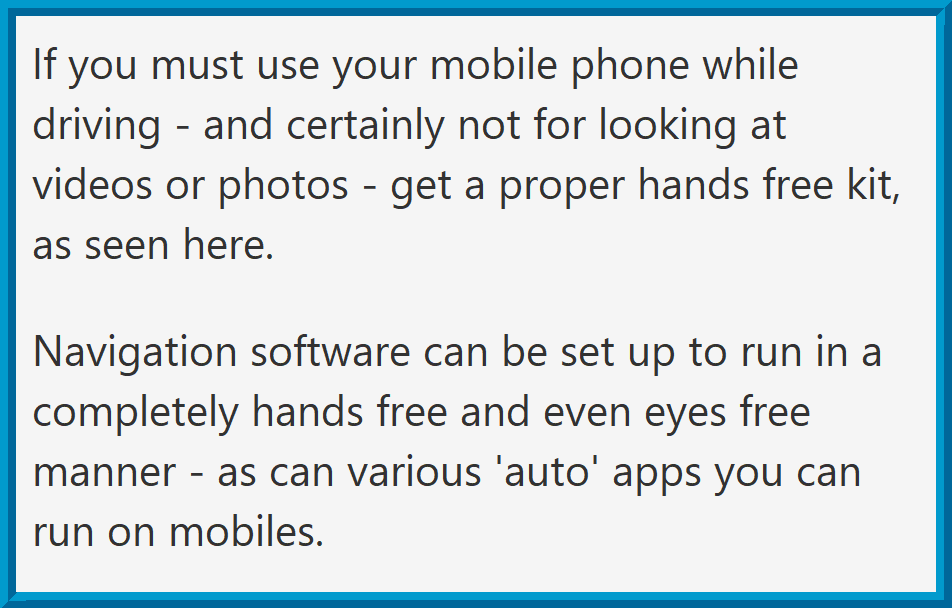 If you must use your mobile phone while
driving - and certainly not for looking at
videos or photos - get a proper hands free kit,
as seen here.
Navigation software can be set up to run in a
completely hands free and even eyes free
manner - as can various 'auto' apps you can
run on mobiles.